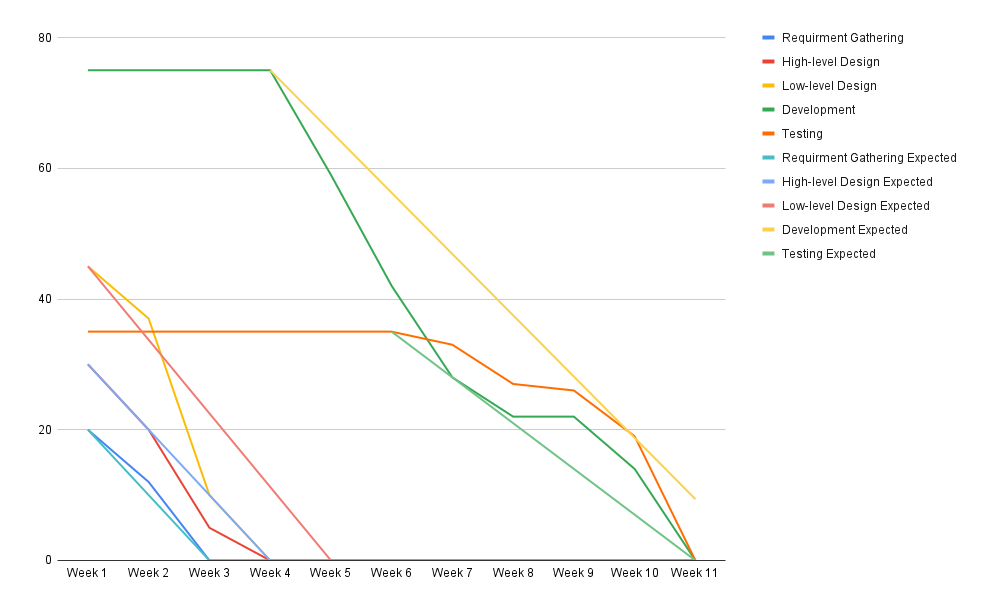 80
60
40
20
0
Week 1 Week 2 Week 3 Week 4 Week 5 Week 6 Week 7 Week 8 Week 9 Week 10 Week 11
Requirment Gathering
High-level Design
Low-level Design
Development
Testing
Requirment Gathering Expected
High-level Design Expected
Low-level Design Expected
Development Expected
Testing Expected